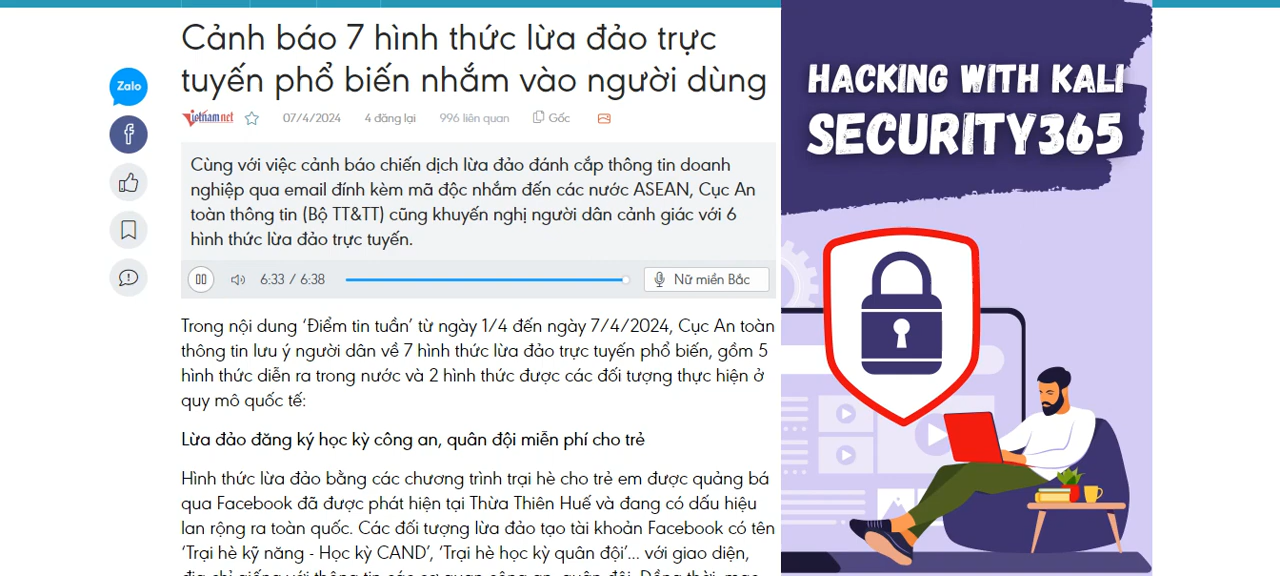 Cảnh báo 7 hình thức lừa đảo trực
tuyến phổ biến nhắm vào người dùng
Zalo
Vietnamnet 07/4/2024 4 đăng lại 996 liên quan Gốc
Cùng với việc cảnh báo chiến dịch lừa đảo đánh cắp thông tin doanh
nghiệp qua email đính kèm mã độc nhắm đến các nước ASEAN, Cục An
toàn thông tin (Bộ TT&TT) cũng khuyến nghị người dân cảnh giác với 6
hình thức lừa đảo trực tuyến.
6:33 / 6:38 Nữ miền Bắc
Trong nội dung ‘Điểm tin tuần’ từ ngày 1/4 đến ngày 7/4/2024, Cục An toàn
thông tin lưu ý người dân về 7 hình thức lừa đảo trực tuyến phổ biến, gồm 5
hình thức diễn ra trong nước và 2 hình thức được các đối tượng thực hiện ở
quy mô quốc tế:
Lừa đảo đăng ký học kỳ công an, quân đội miễn phí cho trẻ
Hình thức lừa đảo bằng các chương trình trại hè cho trẻ em được quảng bá
qua Facebook đã được phát hiện tại Thừa Thiên Huế và đang có dấu hiệu
lan rộng ra toàn quốc. Các đối tượng lừa đảo tạo tài khoản Facebook có tên
‘Trại hè kỹ năng - Học kỳ CAND’, ‘Trại hè học kỳ quân đội’... với giao diện,
HACKING WITH KALI
SECURITY365